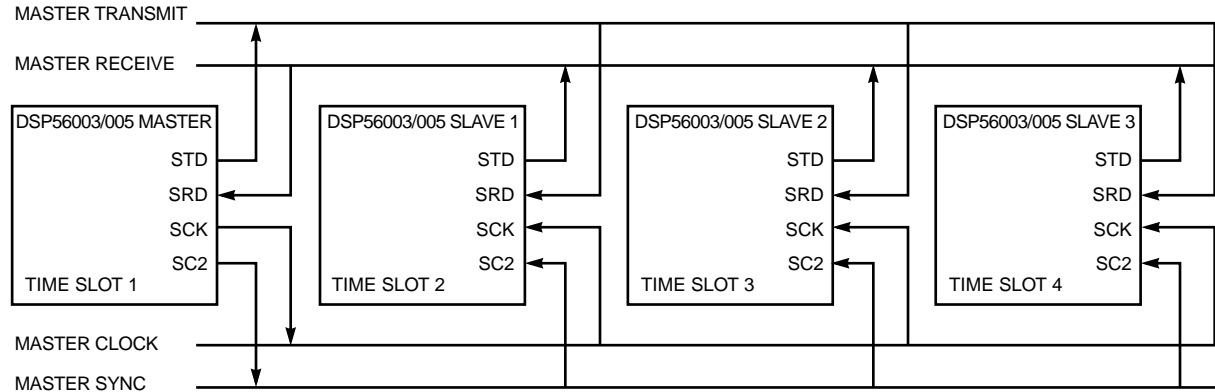 MASTER TRANSMIT
MASTER RECEIVE
DSP56003/005 MASTER
STD
SRD
SCK
SC2
TIME SLOT 1
DSP56003/005 SLAVE 1
STD
SRD
SCK
SC2
TIME SLOT 2
DSP56003/005 SLAVE 2
STD
SRD
SCK
SC2
TIME SLOT 3
DSP56003/005 SLAVE 3
STD
SRD
SCK
SC2
TIME SLOT 4
MASTER CLOCK
MASTER SYNC